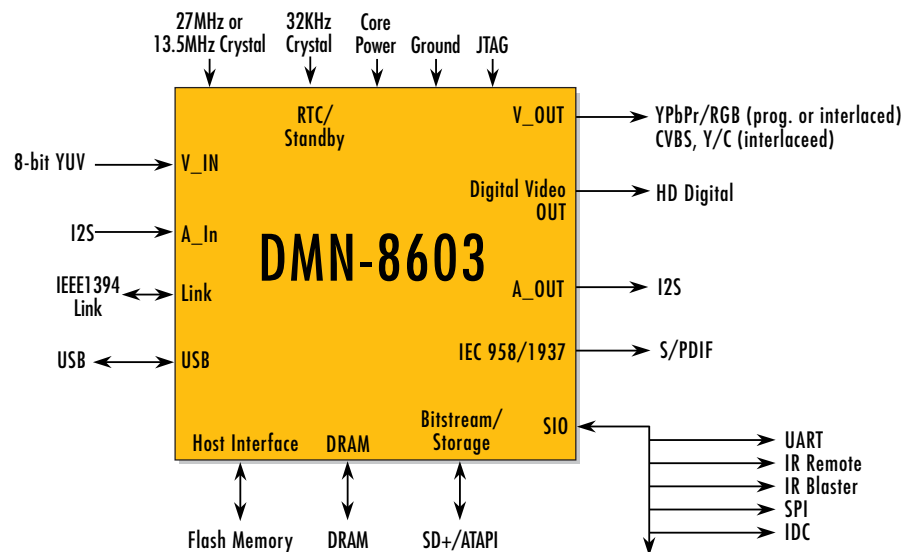 27MHz or
13.5MHz Crystal
32KHz
Crystal
Core
Power
Ground
JTAG
RTC/
Standby
V_OUT
YPbPr/RGB (prog. or interlaced)
CVBS, Y/C (interlaceed)
8-bit YUV
V_IN
Digital Video
OUT
HD Digital
I2S
A_In
DMN-8603
IEEE1394
Link
Link
A_OUT
I2S
USB
USB
IEC 958/1937
S/PDIF
Host Interface
DRAM
Bitstream/
Storage
SIO
UART
IR Remote
IR Blaster
SPI
IDC
Flash Memory
DRAM
SD+/ATAPI